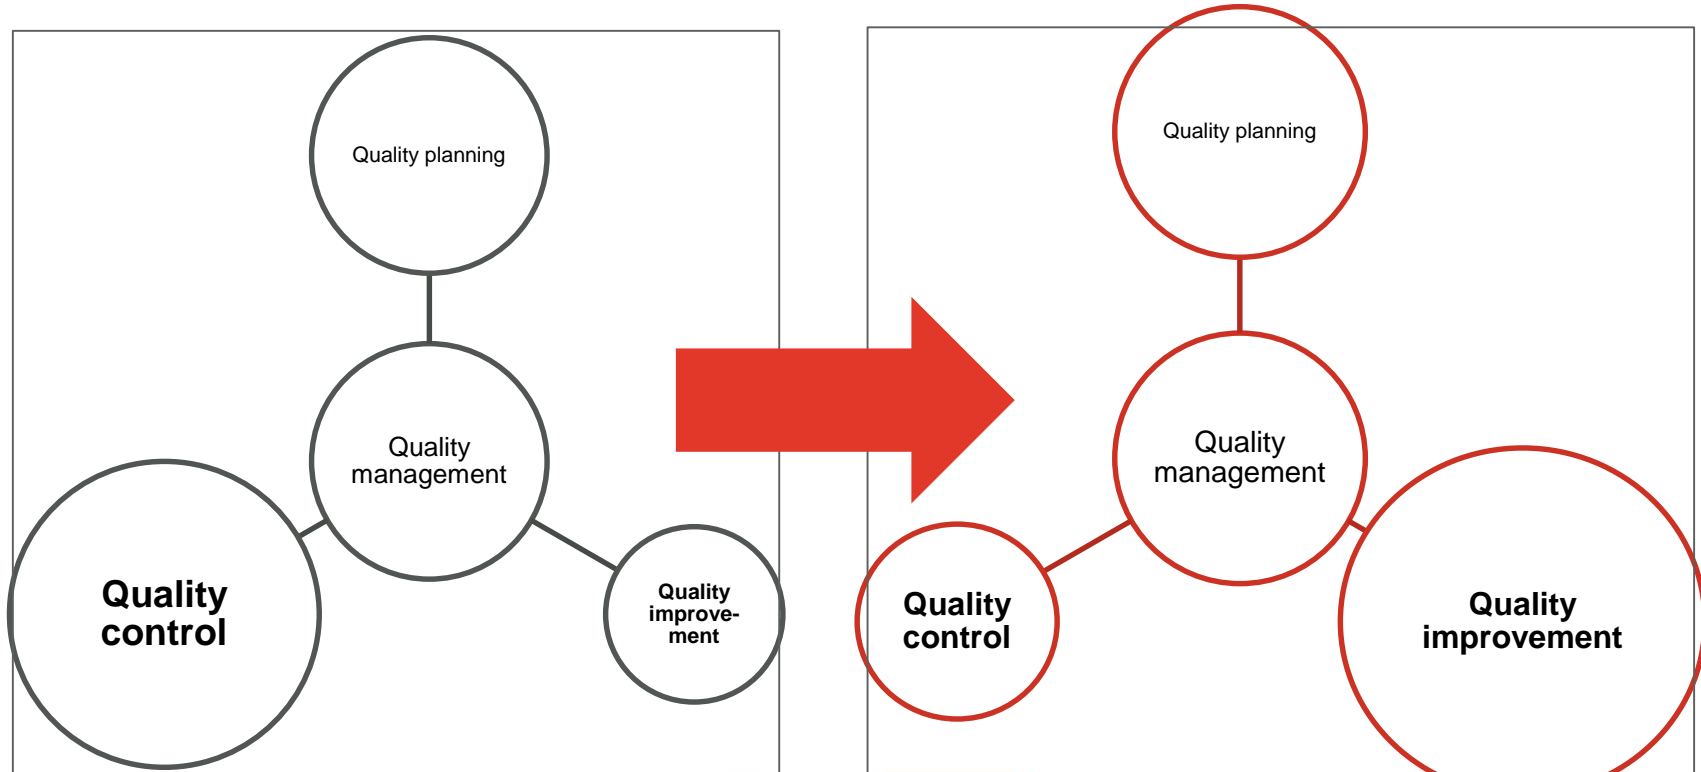 Quality planning
Quality
management
Quality
control
Quality
improve-
ment
Quality planning
Quality
management
Quality
control
Quality
improvement